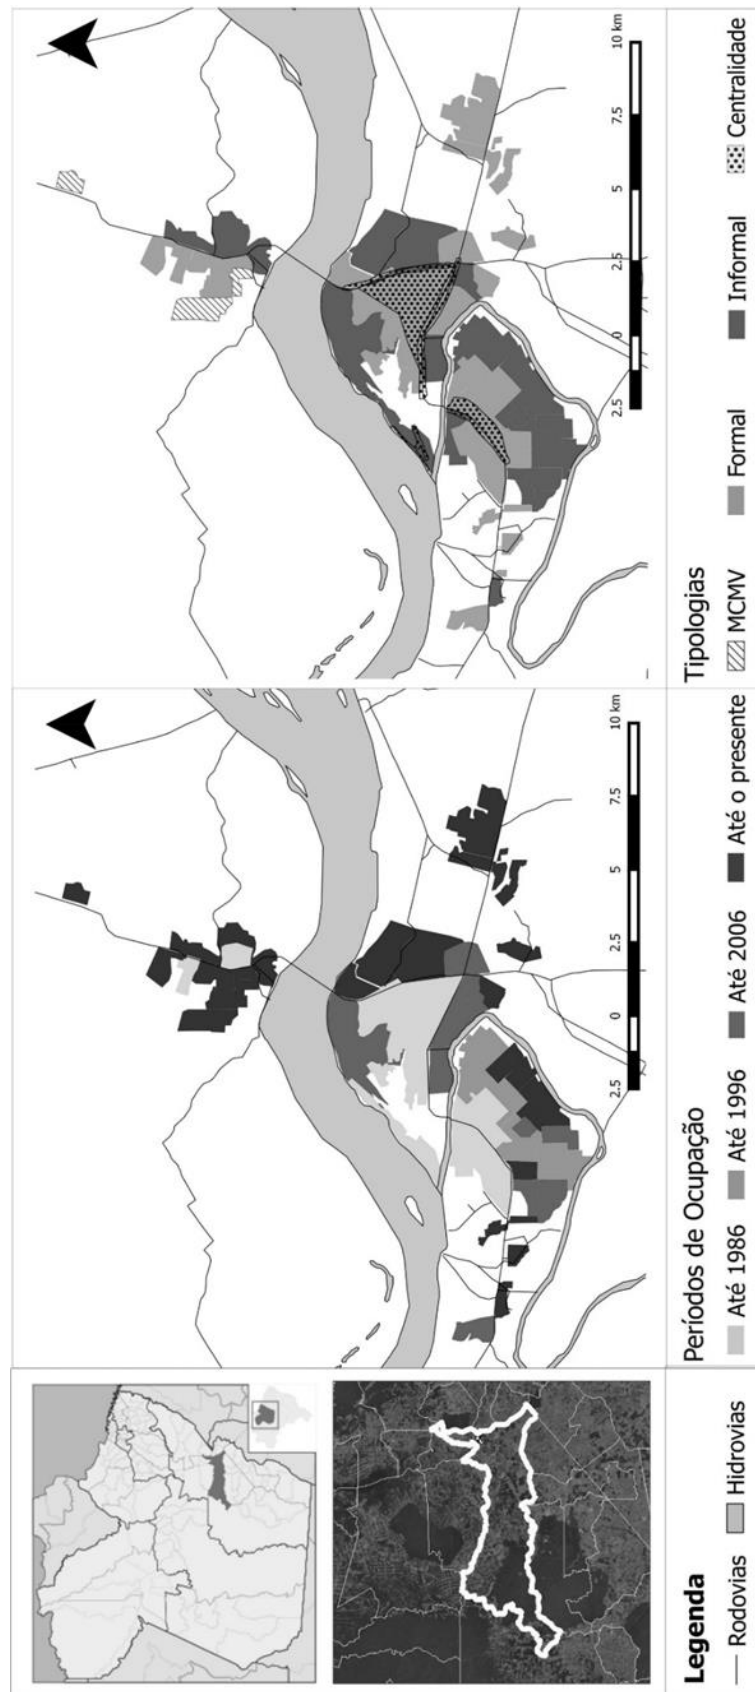 Legenda
Rodovias
Hidrovias
2.5 0 2.5 5 7.5 10 km
Períodos de Ocupação
Até 1986
Até 1996
Até 2006
Até o presente
2.5 0 2.5 5 7.5 10 km
Tipologias
MCMV
Formal
Informal
Centralidade